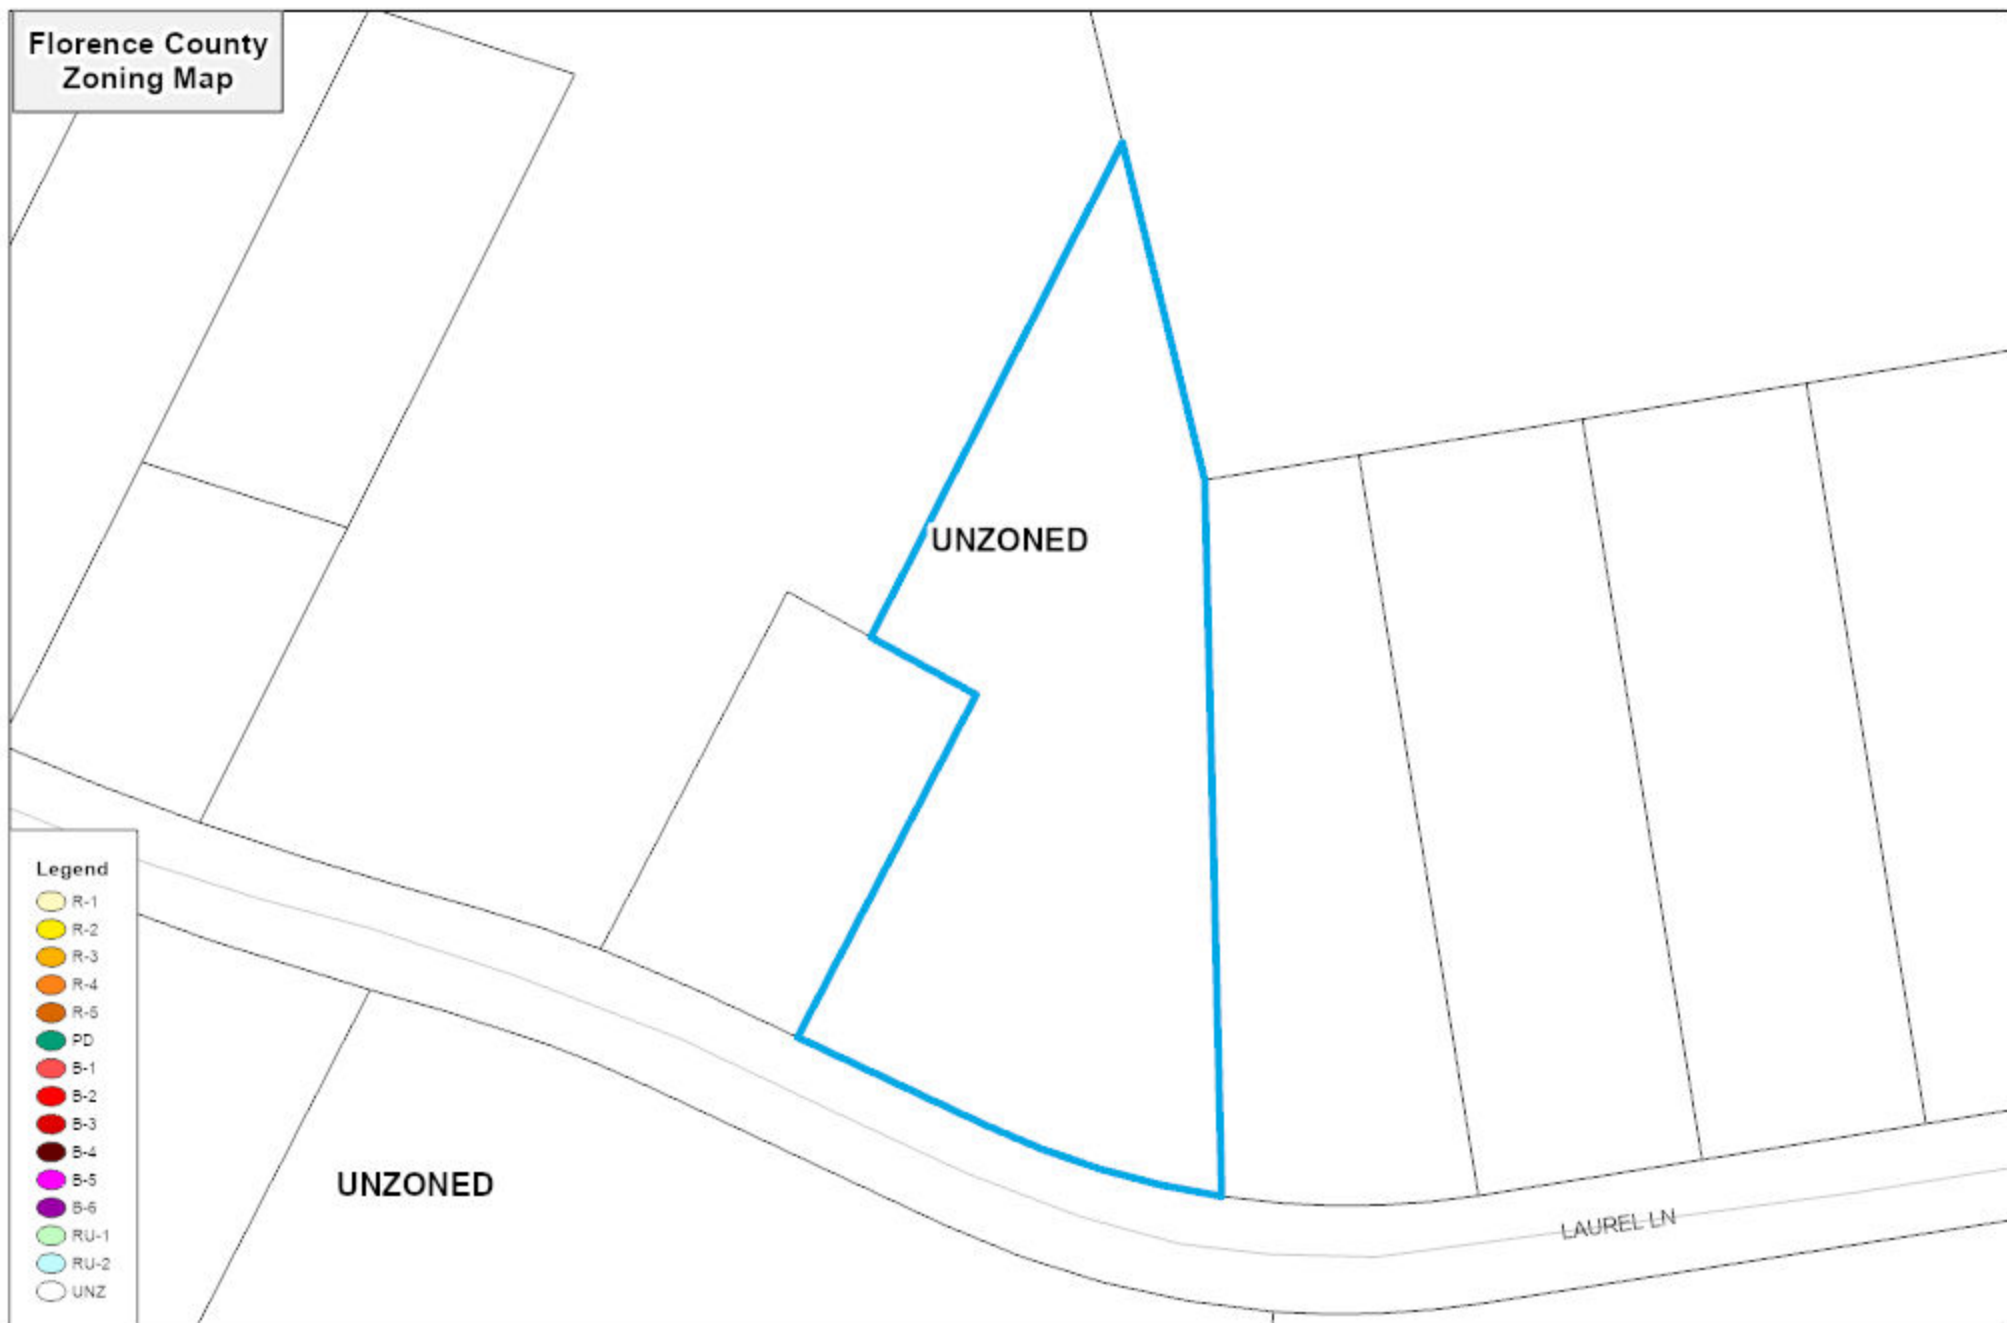 Florence County
Zoning Map
UNZONED
UNZONED
LAUREL LN
Legend
R-1
R-2
R-3
R-4
R-5
PD
B-1
B-2
B-3
B-4
B-5
B-6
RU-1
RU-2
UNZ